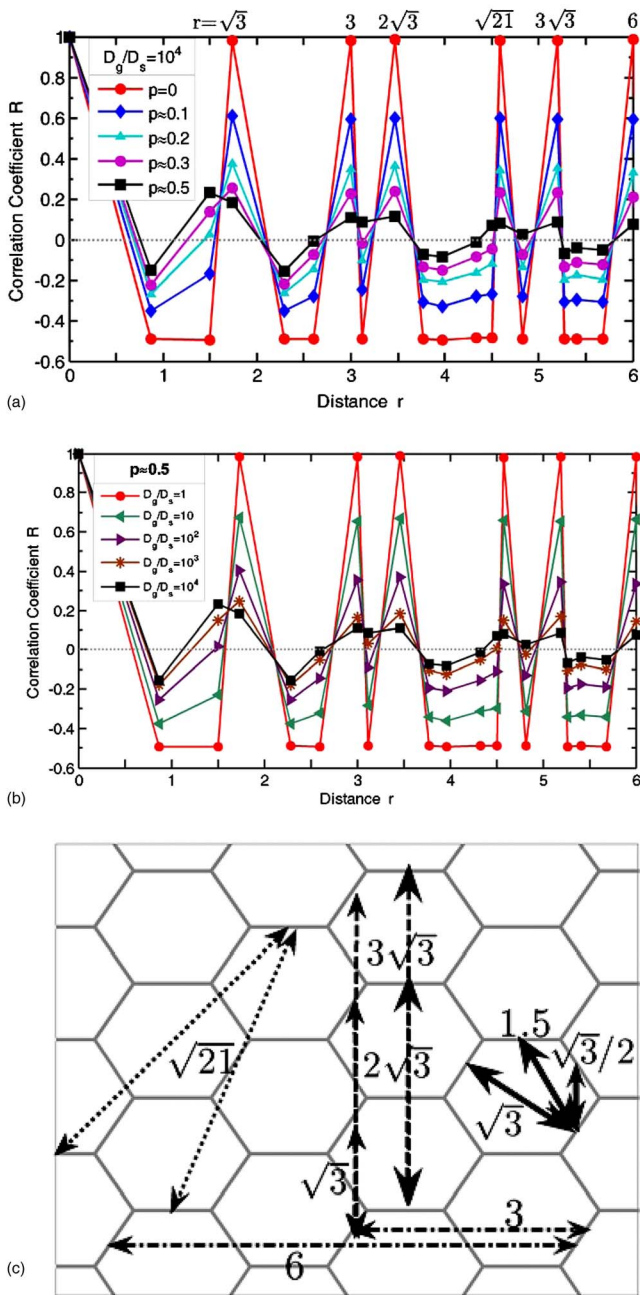 r=√3 3 2√3 √21 3√3 6
D_g/D_s=10^4
p=0
p≈0.1
p≈0.2
p≈0.3
p≈0.5
1
0.8
0.6
0.4
0.2
0
-0.2
-0.4
-0.6
Correlation Coefficient R
0 1 2 3 4 5 6
Distance r
(a)
p≈0.5
D_g/D_s=1
D_g/D_s=10
D_g/D_s=10^2
D_g/D_s=10^3
D_g/D_s=10^4
1
0.8
0.6
0.4
0.2
0
-0.2
-0.4
-0.6
Correlation Coefficient R
0 1 2 3 4 5 6
Distance r
(b)
3√3
1.5
√3/2
√21
2√3
√3
√3
3
6
(c)